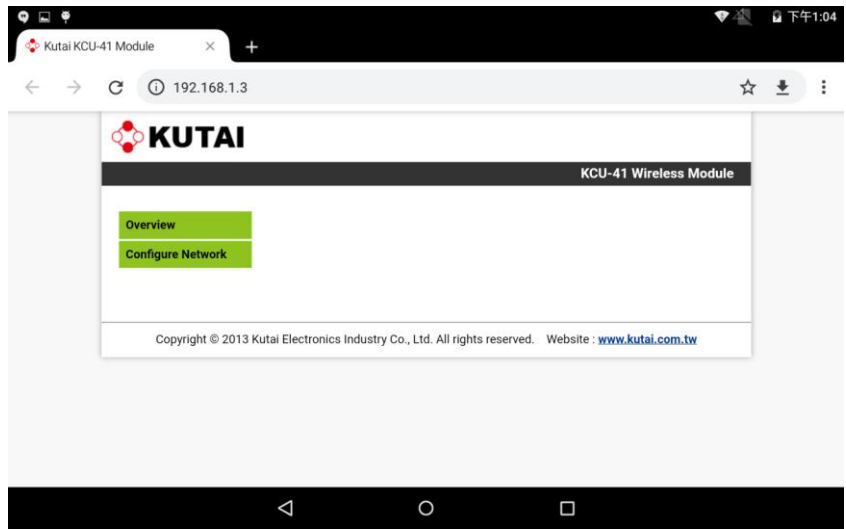 下午1:04
Kutai KCU-41 Module
192.168.1.3
KUTAI
KCU-41 Wireless Module
Overview
Configure Network
Copyright © 2013 Kutai Electronics Industry Co., Ltd. All rights reserved. Website : www.kutai.com.tw